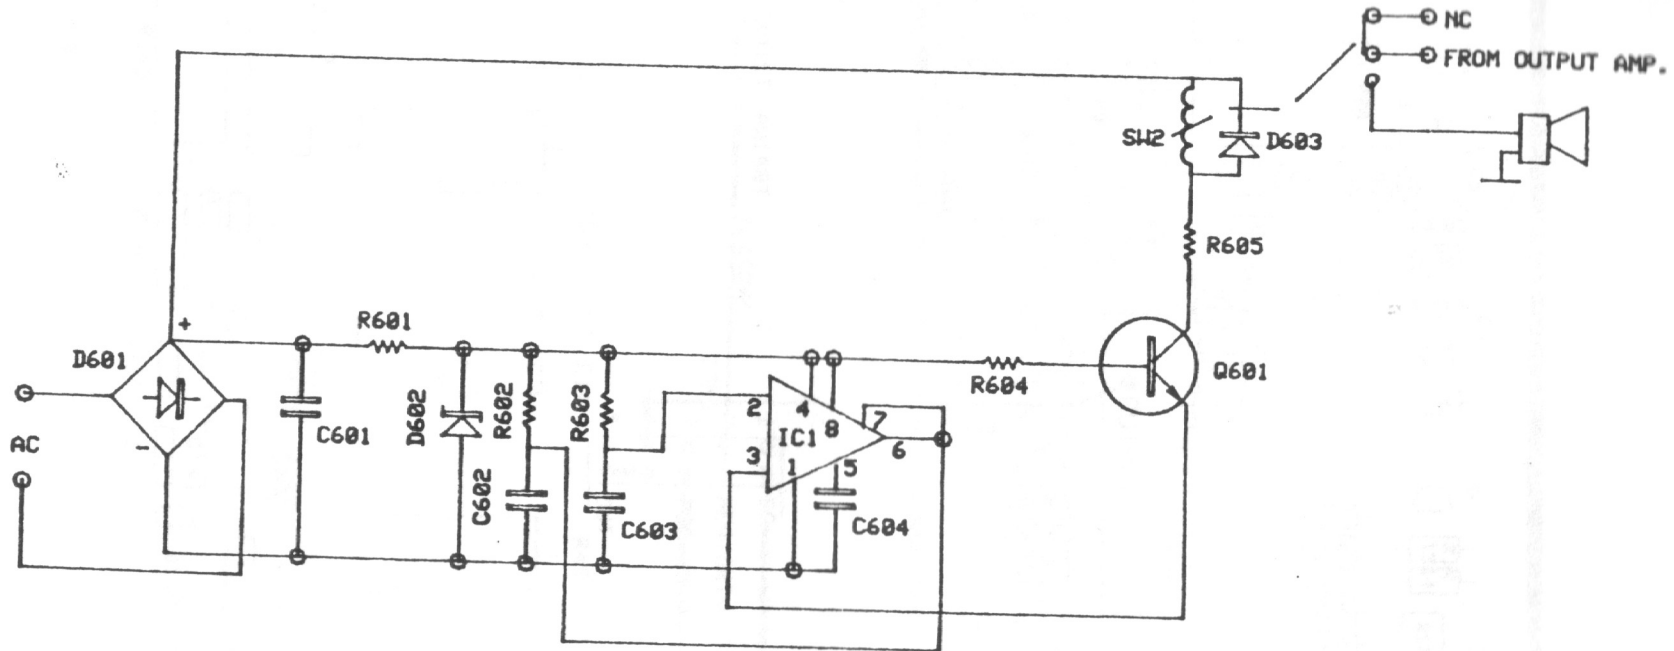 NC
FROM OUTPUT AMP.
SW2
D603
R605
+
R601
D601
R604
Q601
AC
-
C601
D602
R602
R603
C602
C603
2
3
4
8
7
IC1
6
1
5
C604